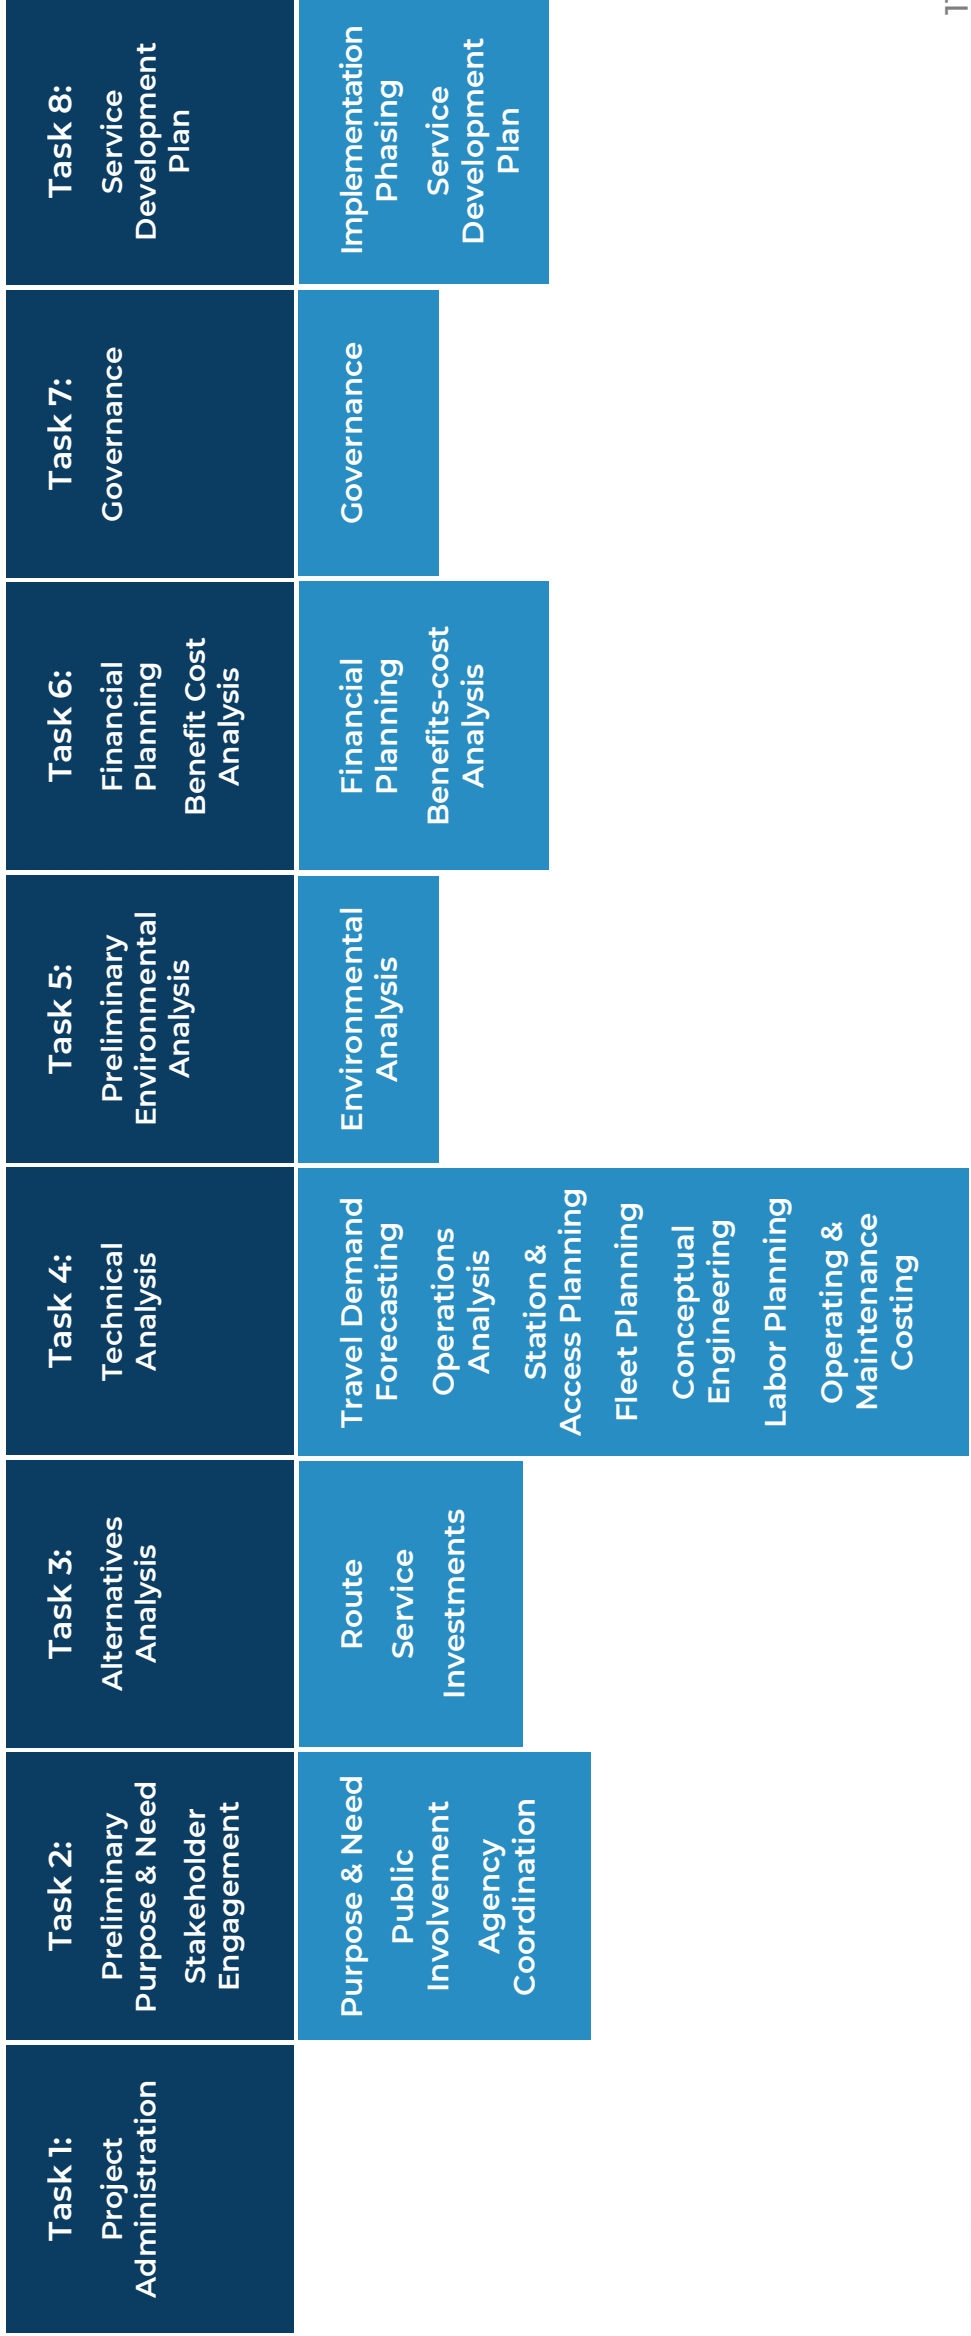 Task 1:
Project
Administration
Task 2:
Preliminary
Purpose & Need
Stakeholder
Engagement
Task 3:
Alternatives
Analysis
Task 4:
Technical
Analysis
Task 5:
Preliminary
Environmental
Analysis
Task 6:
Financial
Planning
Benefit Cost
Analysis
Task 7:
Governance
Task 8:
Service
Development
Plan
Purpose & Need
Public
Involvement
Agency
Coordination
Route
Service
Investments
Travel Demand
Forecasting
Operations
Analysis
Station &
Access Planning
Fleet Planning
Conceptual
Engineering
Labor Planning
Operating &
Maintenance
Costing
Environmental
Analysis
Financial
Planning
Benefits-cost
Analysis
Governance
Implementation
Phasing
Service
Development
Plan